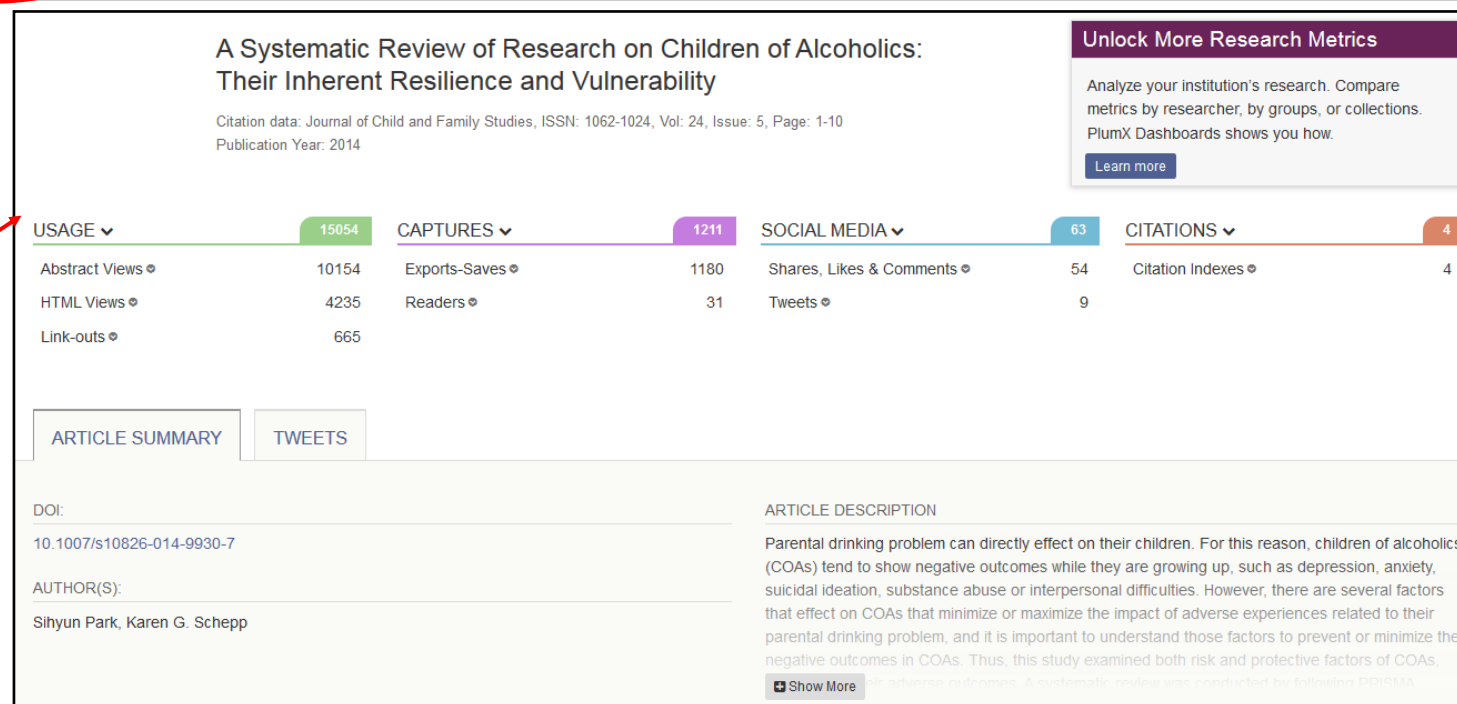 A Systematic Review of Research on Children of Alcoholics:
Their Inherent Resilience and Vulnerability
Citation data: Journal of Child and Family Studies, ISSN: 1062-1024, Vol: 24, Issue: 5, Page: 1-10
Publication Year: 2014
Unlock More Research Metrics
Analyze your institution's research. Compare
metrics by researcher, by groups, or collections.
PlumX Dashboards shows you how.
Learn more
USAGE 15054
Abstract Views 10154
HTML Views 4235
Link-outs 665
CAPTURES 1211
Exports-Saves 1180
Readers 31
SOCIAL MEDIA 63
Shares, Likes & Comments 54
Tweets 9
CITATIONS 4
Citation Indexes 4
ARTICLE SUMMARY
TWEETS
DOI:
10.1007/s10826-014-9930-7
AUTHOR(S):
Sihyun Park, Karen G. Schepp
ARTICLE DESCRIPTION
Parental drinking problem can directly effect on their children. For this reason, children of alcoholics
(COAs) tend to show negative outcomes while they are growing up, such as depression, anxiety,
suicidal ideation, substance abuse or interpersonal difficulties. However, there are several factors
that effect on COAs that minimize or maximize the impact of adverse experiences related to their
parental drinking problem, and it is important to understand those factors to prevent or minimize the
negative outcomes in COAs. Thus, this study examined both risk and protective factors of COAs,
Show More adverse outcomes. A systematic review was conducted by following PRISMA